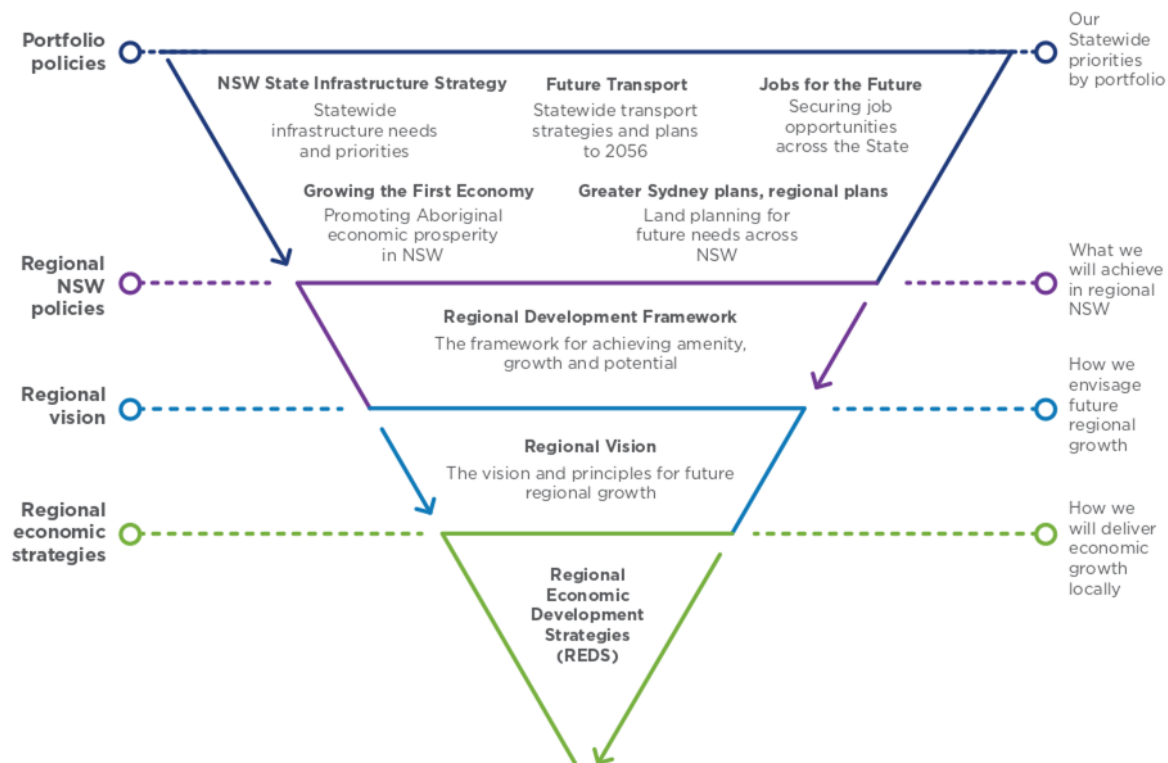 Portfolio
policies
Our
Statewide
priorities
by portfolio
NSW State Infrastructure Strategy
Statewide
infrastructure needs
and priorities
Future Transport
Statewide transport
strategies and plans
to 2056
Jobs for the Future
Securing job
opportunities
across the State
Growing the First Economy
Promoting Aboriginal
economic prosperity
in NSW
Greater Sydney plans, regional plans
Land planning for
future needs across
NSW
Regional
NSW
policies
What we
will achieve
in regional
NSW
Regional Development Framework
The framework for achieving amenity,
growth and potential
Regional
vision
How we
envisage
future
regional
growth
Regional Vision
The vision and principles for future
regional growth
Regional
economic
strategies
How we
will deliver
economic
growth
locally
Regional
Economic
Development
Strategies
(REDS)